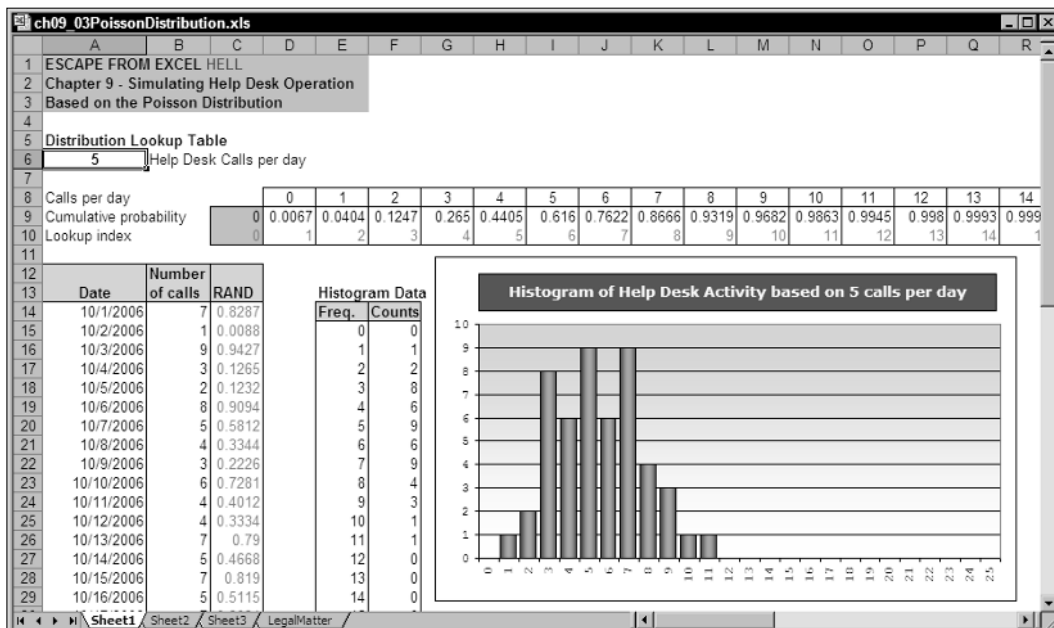 ch09_03PoissonDistribution.xls
A B C D E F G H I J K L M N O P Q R
1 ESCAPE FROM EXCEL HELL
2 Chapter 9 - Simulating Help Desk Operation
3 Based on the Poisson Distribution
4
5 Distribution Lookup Table
6 5 Help Desk Calls per day
7
8 Calls per day 0 1 2 3 4 5 6 7 8 9 10 11 12 13 14
9 Cumulative probability 0 0.0067 0.0404 0.1247 0.265 0.4405 0.616 0.7622 0.8666 0.9319 0.9682 0.9863 0.9945 0.998 0.9993 0.999
10 Lookup index 0 1 2 3 4 5 6 7 8 9 10 11 12 13 14 1
11
12 Number
13 Date of calls RAND Histogram Data
14 10/1/2006 7 0.8287 Freq. Counts
15 10/2/2006 1 0.0088 0 0
16 10/3/2006 9 0.9427 1 1
17 10/4/2006 3 0.1265 2 2
18 10/5/2006 2 0.1232 3 8
19 10/6/2006 8 0.9094 4 6
20 10/7/2006 5 0.5812 5 9
21 10/8/2006 4 0.3344 6 6
22 10/9/2006 3 0.2226 7 9
23 10/10/2006 6 0.7281 8 4
24 10/11/2006 4 0.4012 9 3
25 10/12/2006 4 0.3334 10 1
26 10/13/2006 7 0.79 11 1
27 10/14/2006 5 0.4668 12 0
28 10/15/2006 7 0.819 13 0
29 10/16/2006 5 0.5115 14 0
Histogram of Help Desk Activity based on 5 calls per day
10
9
8
7
6
5
4
3
2
1
0
0 1 2 3 4 5 6 7 8 9 10 11 12 13 14 15 16 17 18 19 20 21 22 23 24 25
Sheet1 Sheet2 Sheet3 LegalMatter